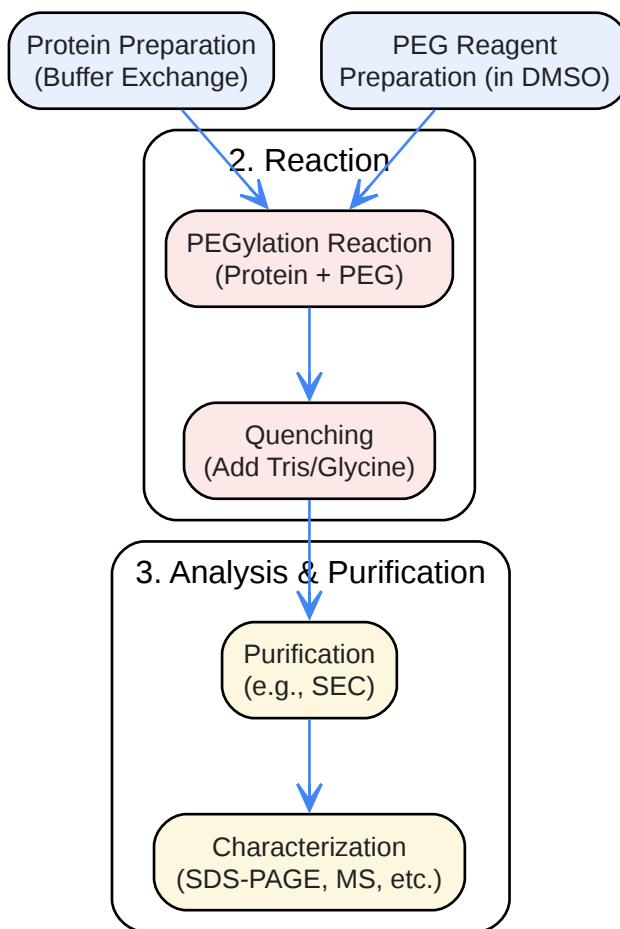 Protein Preparation
(Buffer Exchange)
PEG Reagent
Preparation (in DMSO)
2. Reaction
PEGylation Reaction
(Protein + PEG)
Quenching
(Add Tris/Glycine)
3. Analysis & Purification
Purification
(e.g., SEC)
Characterization
(SDS-PAGE, MS, etc.)